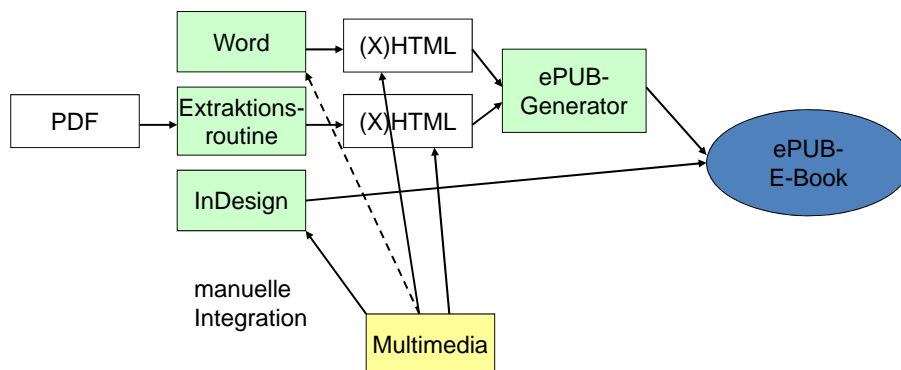 Word
(X)HTML
ePUB-
Generator
PDF
Extraktions-
routine
(X)HTML
ePUB-
E-Book
InDesign
manuelle
Integration
Multimedia